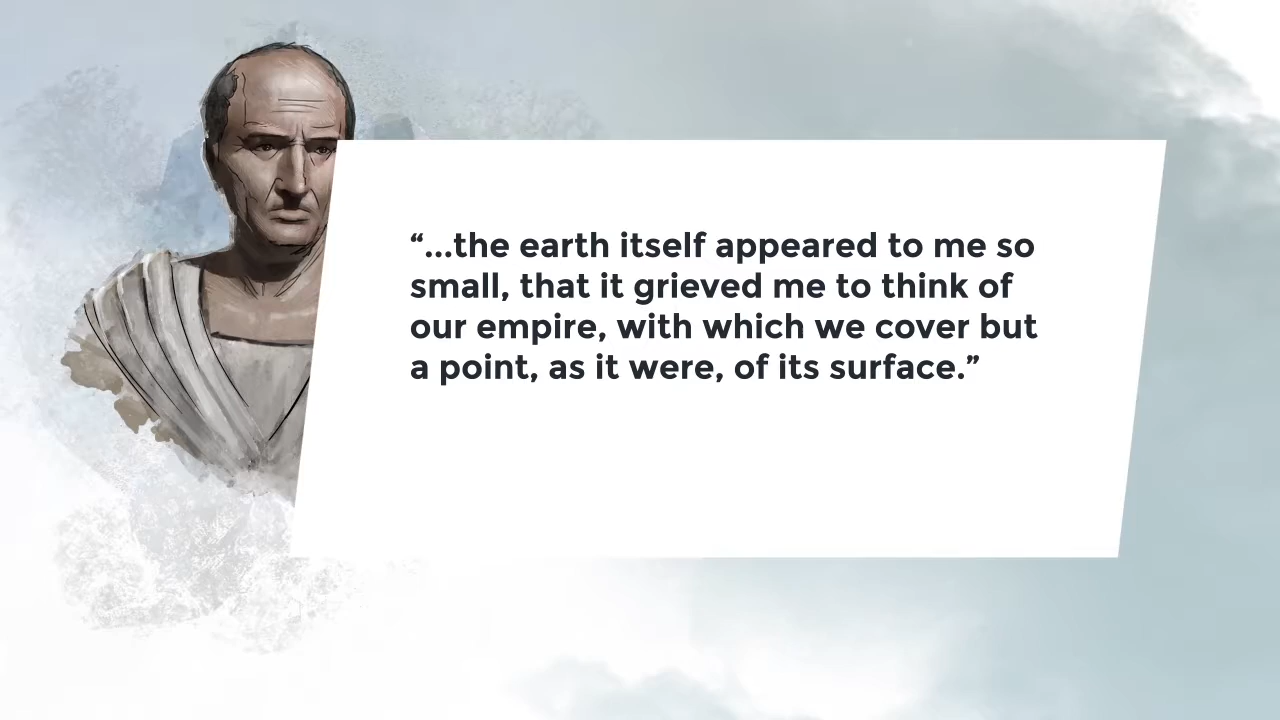 “...the earth itself appeared to me so
small, that it grieved me to think of
our empire, with which we cover but
a point, as it were, of its surface.”